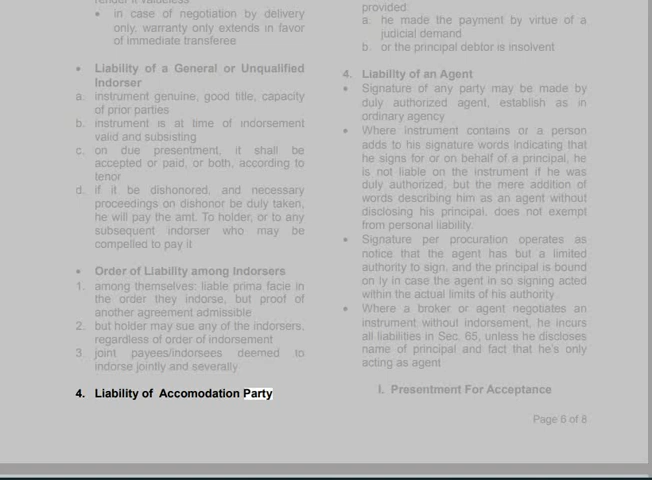 render it valueless
• in case of negotiation by delivery
only, warranty only extends in favor
of immediate transferee
• Liability of a General or Unqualified
Indorser
a. instrument genuine, good title, capacity
of prior parties
b. instrument is at time of indorsement
valid and subsisting
c. on due presentment, it shall be
accepted or paid, or both, according to
tenor
d. if it be dishonored, and necessary
proceedings on dishonor be duly taken,
he will pay the amt. To holder, or to any
subsequent indorser who may be
compelled to pay it
• Order of Liability among Indorsers
1. among themselves: liable prima facie in
the order they indorse, but proof of
another agreement admissible
2. but holder may sue any of the indorsers,
regardless of order of indorsement
3. joint payees/indorsees deemed to
indorse jointly and severally
4. Liability of Accomodation Party
provided:
a. he made the payment by virtue of a
judicial demand
b. or the principal debtor is insolvent
4. Liability of an Agent
• Signature of any party may be made by
duly authorized agent, establish as in
ordinary agency
• Where instrument contains or a person
adds to his signature words indicating that
he signs for or on behalf of a principal, he
is not liable on the instrument if he was
duly authorized, but the mere addition of
words describing him as an agent without
disclosing his principal, does not exempt
from personal liability.
• Signature per procuration operates as
notice that the agent has but a limited
authority to sign, and the principal is bound
on ly in case the agent in so signing acted
within the actual limits of his authority
• Where a broker or agent negotiates an
instrument without indorsement, he incurs
all liabilities in Sec. 65, unless he discloses
name of principal and fact that he's only
acting as agent
I. Presentment For Acceptance
Page 6 of 8